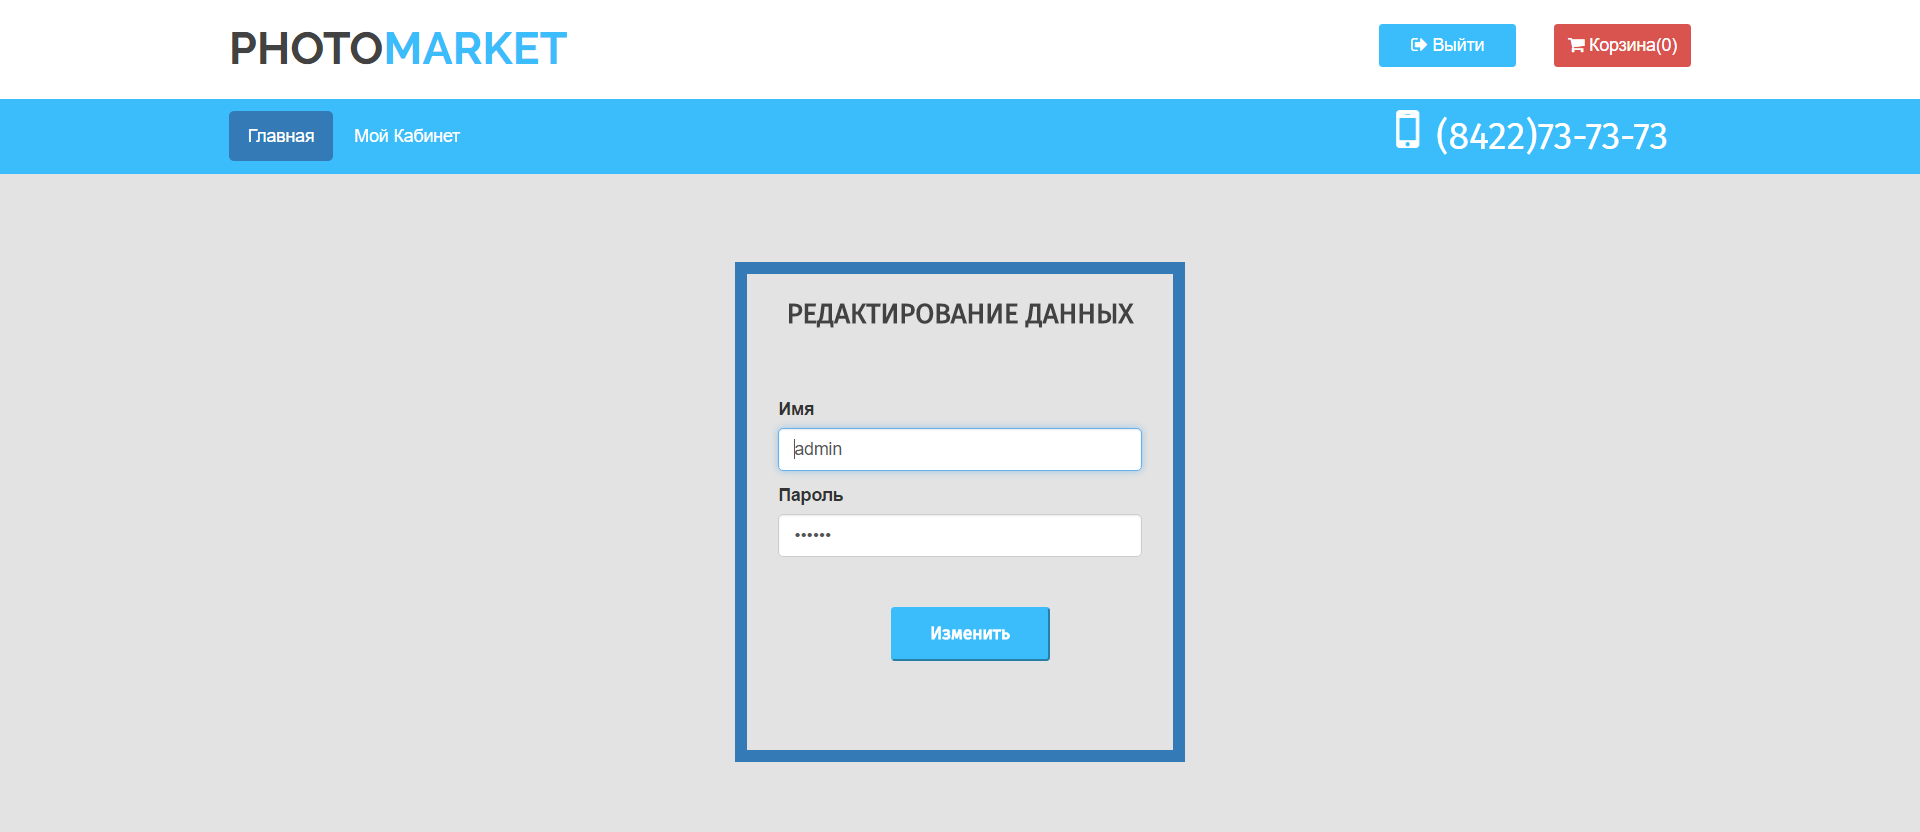 PHOTOMARKET
Выйти
Корзина(0)
Главная
Мой Кабинет
(8422)73-73-73
РЕДАКТИРОВАНИЕ ДАННЫХ
Имя
admin
Пароль
••••••
Изменить